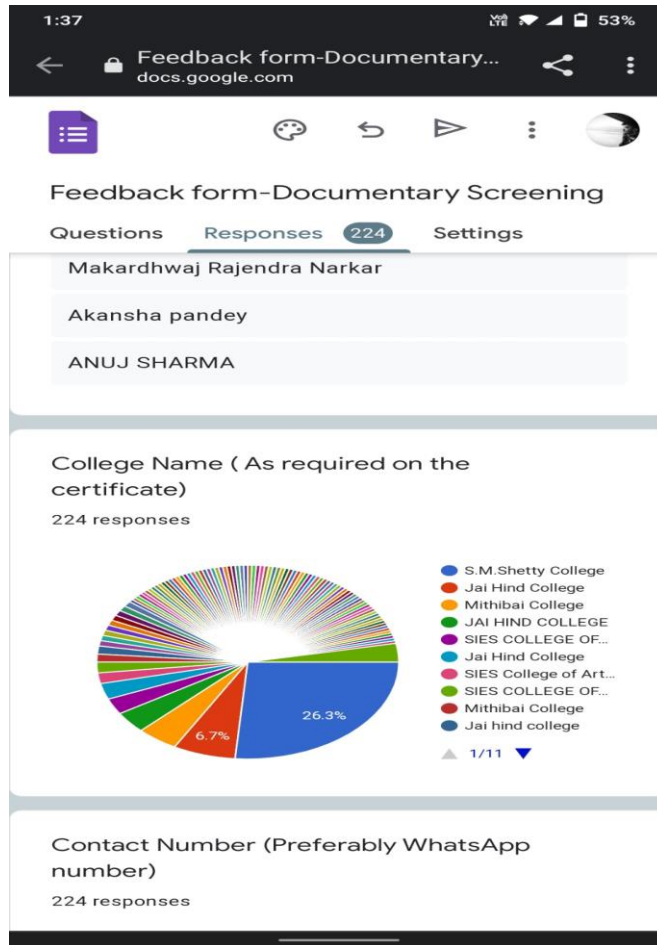 1:37
Vo) LTE 53%
Feedback form-Documentary...
docs.google.com
Feedback form-Documentary Screening
Questions Responses 224 Settings
Makardhwaj Rajendra Narkar
Akansha pandey
ANUJ SHARMA
College Name ( As required on the
certificate)
224 responses
S.M.Shetty College
Jai Hind College
Mithibai College
JAI HIND COLLEGE
SIES COLLEGE OF...
Jai Hind College
SIES College of Art...
SIES COLLEGE OF...
Mithibai College
Jai hind college
26.3%
6.7%
1/11
Contact Number (Preferably WhatsApp
number)
224 responses